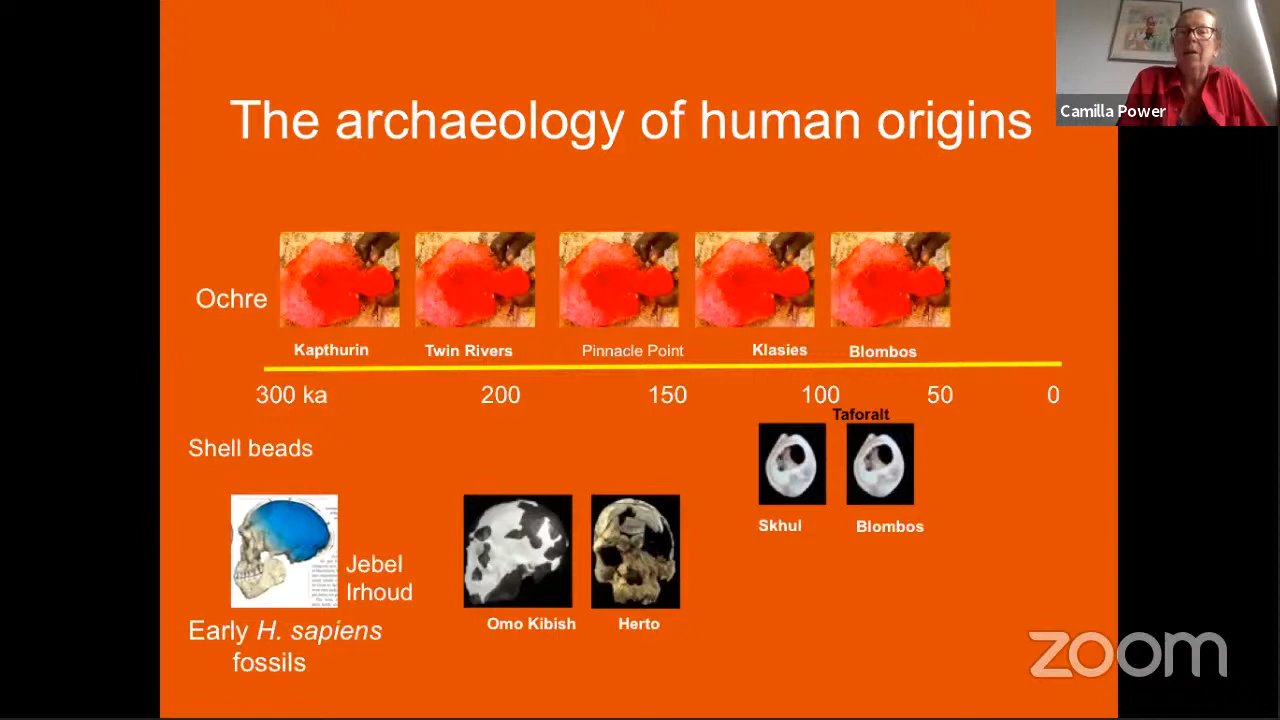 The archaeology of human origins
Camilla Power
Ochre
Kapthurin
Twin Rivers
Pinnacle Point
Klasies
Blombos
300 ka
200
150
100
50
0
Taforalt
Shell beads
Skhul
Blombos
Jebel
Irhoud
Omo Kibish
Herto
Early H. sapiens
fossils
zoom